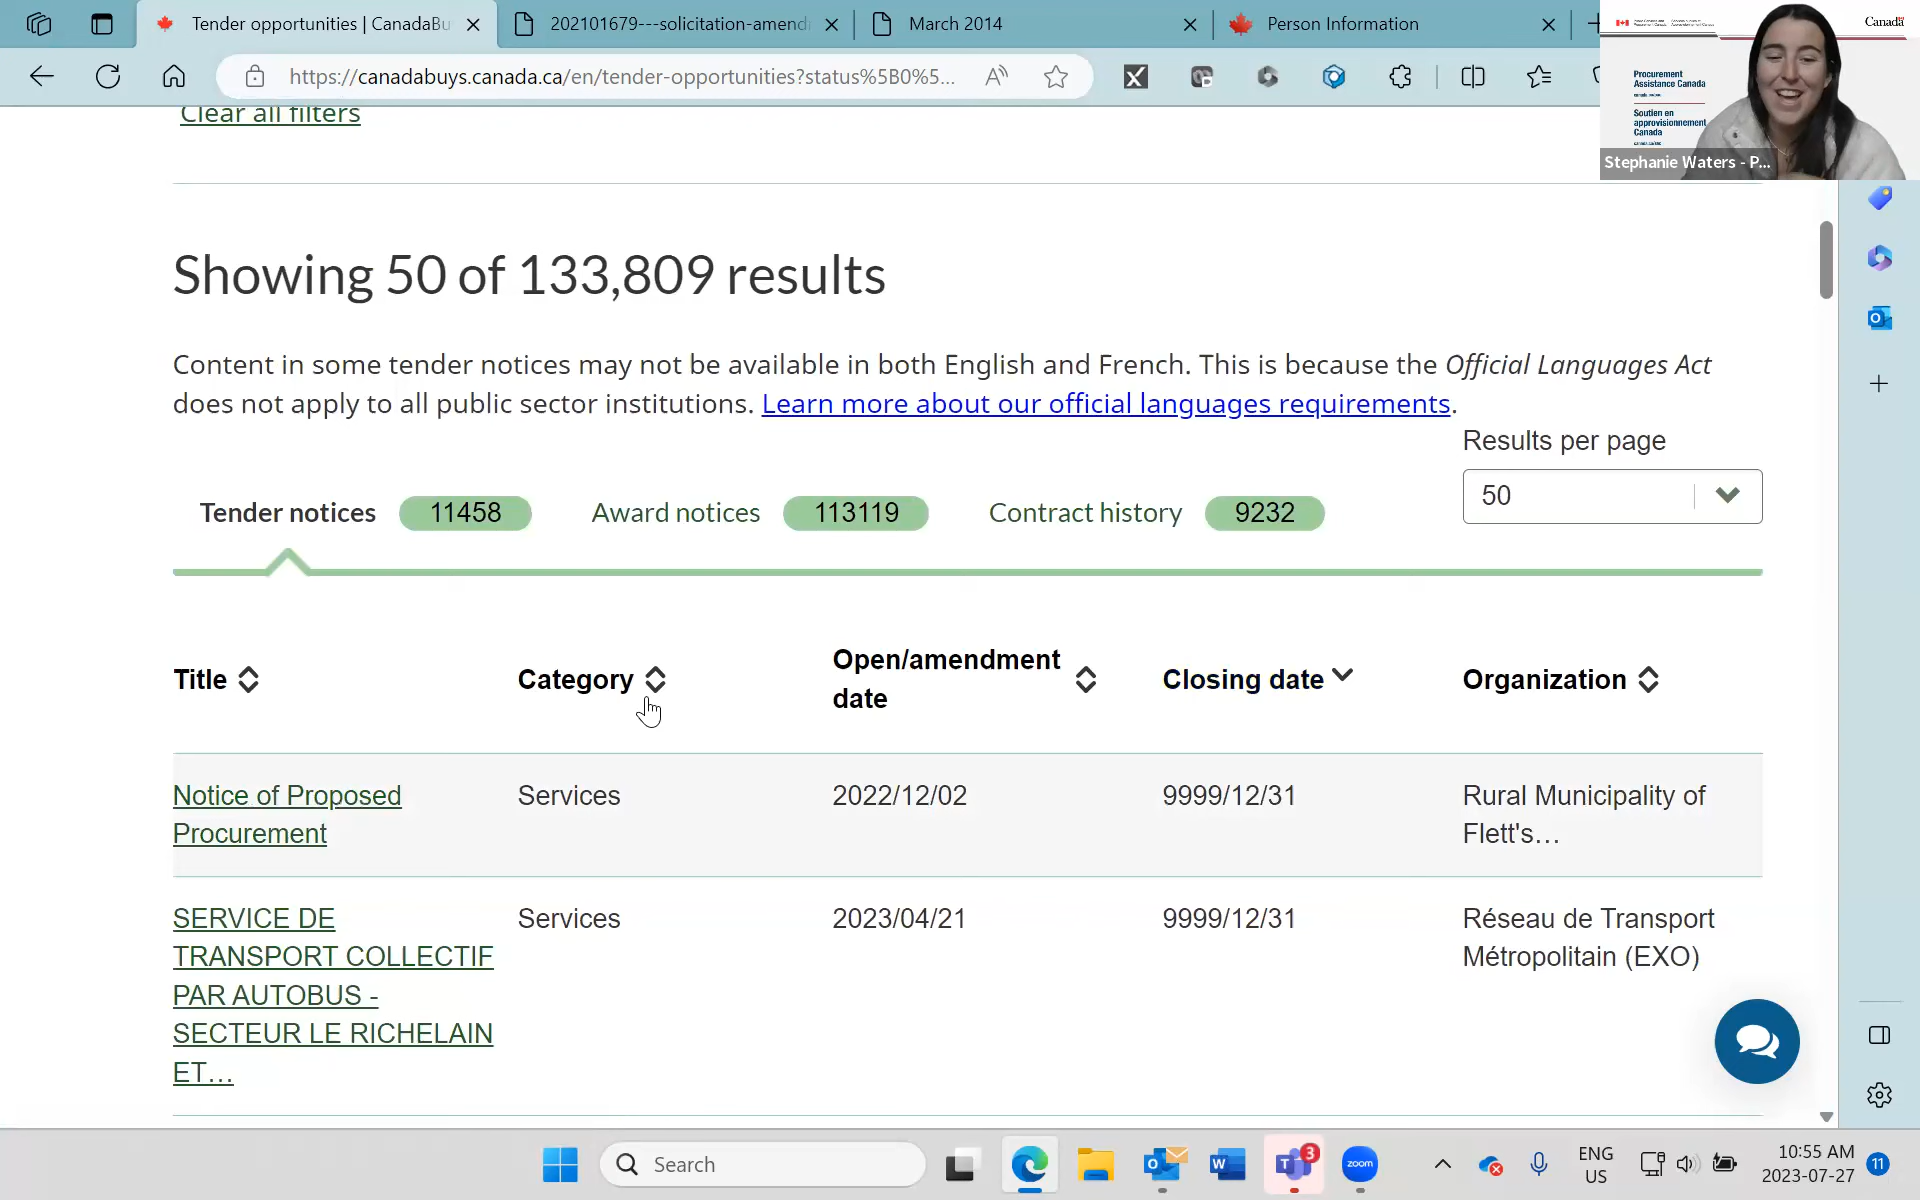 Tender opportunities | CanadaBu
202101679---solicitation-amend
March 2014
Person Information
https://canadabuys.canada.ca/en/tender-opportunities?status%5B0%5...
Canada
Procurement
Assistance Canada
Soutien en
approvisionnement
Canada
Stephanie Waters - P...
Clear all filters
Showing 50 of 133,809 results
Content in some tender notices may not be available in both English and French. This is because the Official Languages Act
does not apply to all public sector institutions. Learn more about our official languages requirements.
Results per page
50
Tender notices 11458 Award notices 113119 Contract history 9232
Title Category Open/amendment date Closing date Organization
Notice of Proposed Procurement Services 2022/12/02 9999/12/31 Rural Municipality of Flett's...
SERVICE DE TRANSPORT COLLECTIF PAR AUTOBUS - SECTEUR LE RICHELAIN ET... Services 2023/04/21 9999/12/31 Réseau de Transport Métropolitain (EXO)
Search
3
zoom
ENG
US
10:55 AM
2023-07-27
11